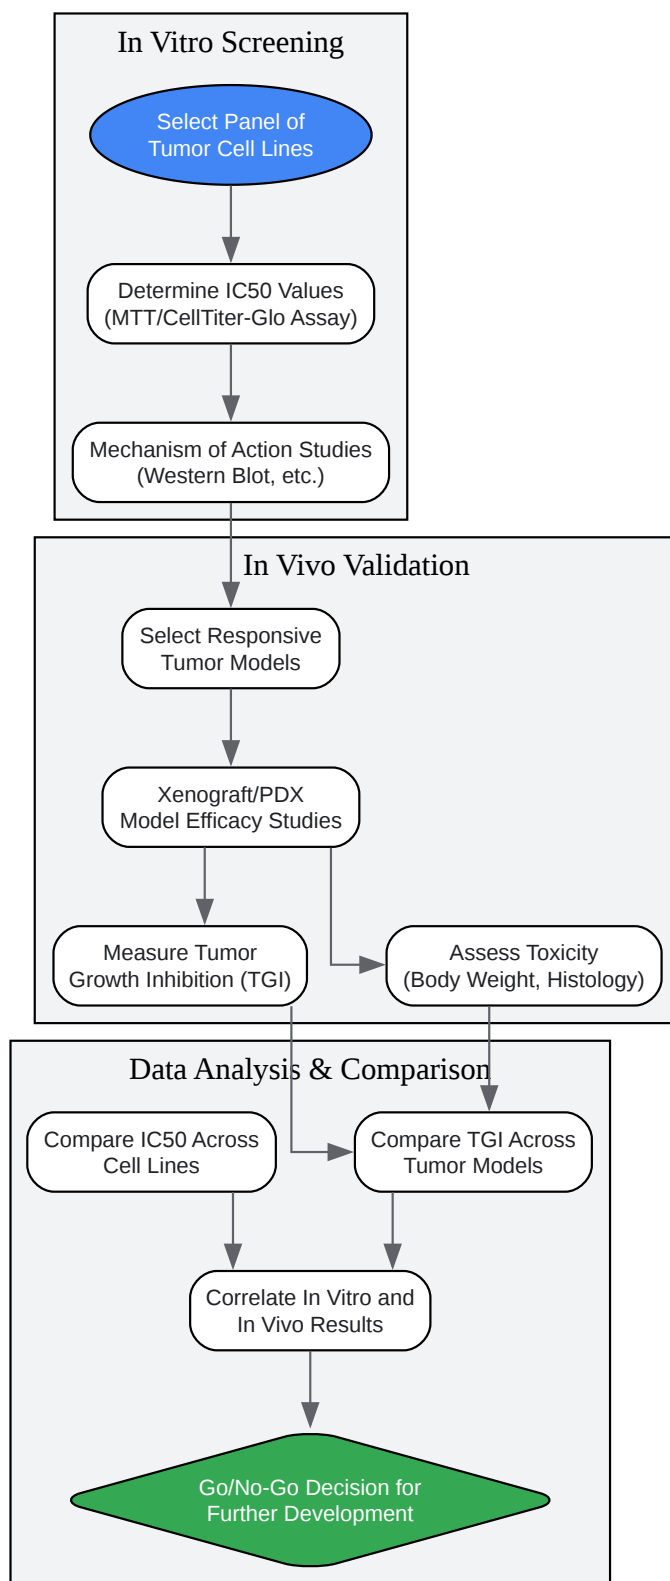 In Vitro Screening
Select Panel of
Tumor Cell Lines
Determine IC50 Values
(MTT/CellTiter-Glo Assay)
Mechanism of Action Studies
(Western Blot, etc.)
In Vivo Validation
Select Responsive
Tumor Models
Xenograft/PDX
Model Efficacy Studies
Measure Tumor
Growth Inhibition (TGI)
Assess Toxicity
(Body Weight, Histology)
Data Analysis & Comparison
Compare IC50 Across
Cell Lines
Compare TGI Across
Tumor Models
Correlate In Vitro and
In Vivo Results
Go/No-Go Decision for
Further Development